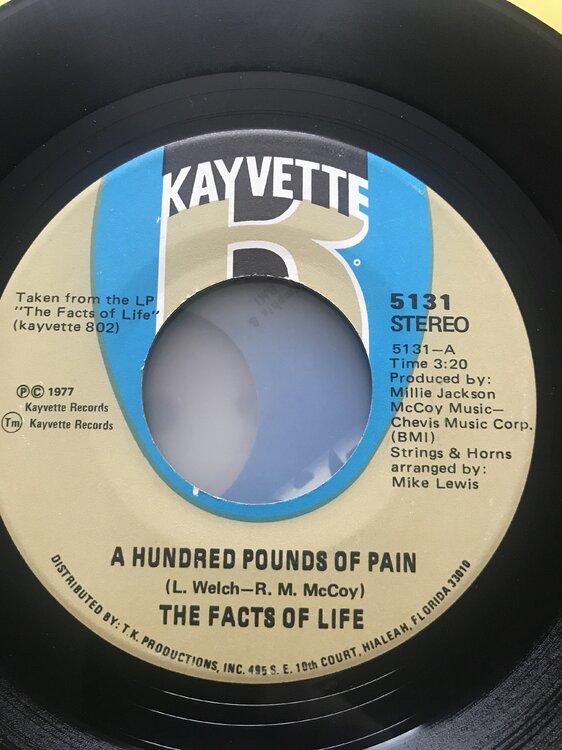 KAYVETTE
Taken from the LP
"The Facts of Life"
(kayvette 802)
Ⓟ© 1977
Kayvette Records
Tm Kayvette Records
5131
STEREO
5131-A
Time 3:20
Produced by:
Millie Jackson
McCoy Music-
Chevis Music Corp.
(BMI)
Strings & Horns
arranged by:
Mike Lewis
A HUNDRED POUNDS OF PAIN
(L. Welch-R. M. McCoy)
THE FACTS OF LIFE
DISTRIBUTED BY: T.K. PRODUCTIONS, INC. 495 S. E. 10th COURT, HIALEAH, FLORIDA 33010